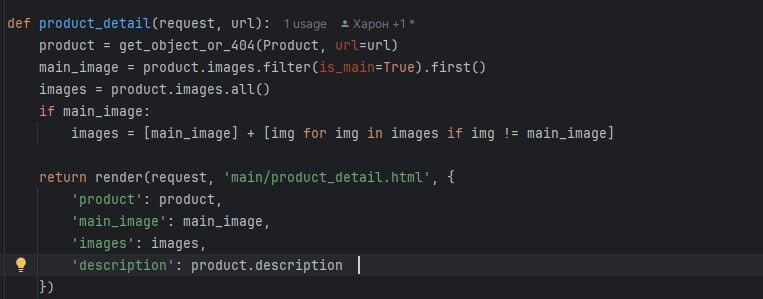 def product_detail(request, url): 1 usage Харон +1 *
    product = get_object_or_404(Product, url=url)
    main_image = product.images.filter(is_main=True).first()
    images = product.images.all()
    if main_image:
        images = [main_image] + [img for img in images if img != main_image]

    return render(request, 'main/product_detail.html', {
        'product': product,
        'main_image': main_image,
        'images': images,
        'description': product.description
    })